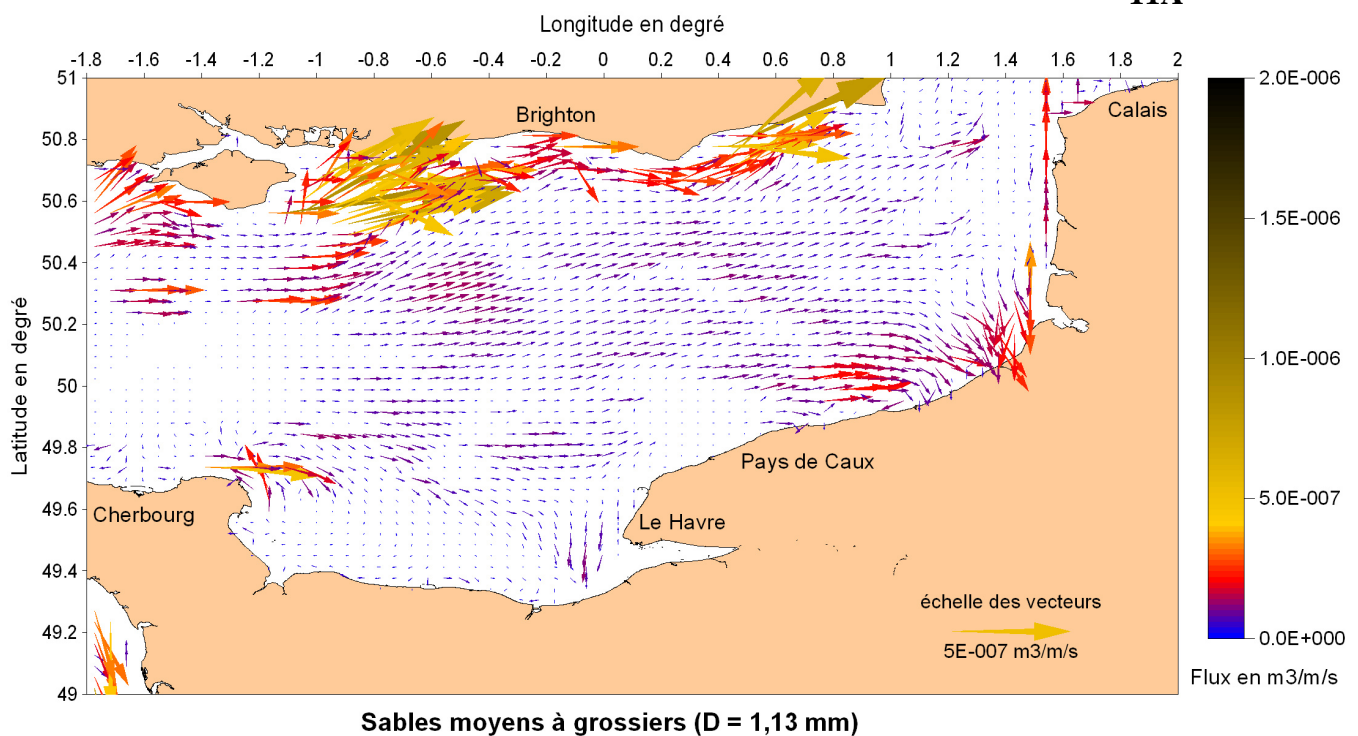 Longitude en degré
-1.8 -1.6 -1.4 -1.2 -1 -0.8 -0.6 -0.4 -0.2 0 0.2 0.4 0.6 0.8 1 1.2 1.4 1.6 1.8 2
51
50.8
50.6
50.4
50.2
50
49.8
49.6
49.4
49.2
49
Latitude en degré
Brighton
Calais
Pays de Caux
Cherbourg
Le Havre
échelle des vecteurs
5E-007 m3/m/s
2.0E-006
1.5E-006
1.0E-006
5.0E-007
0.0E+000
Flux en m3/m/s
Sables moyens à grossiers (D = 1,13 mm)